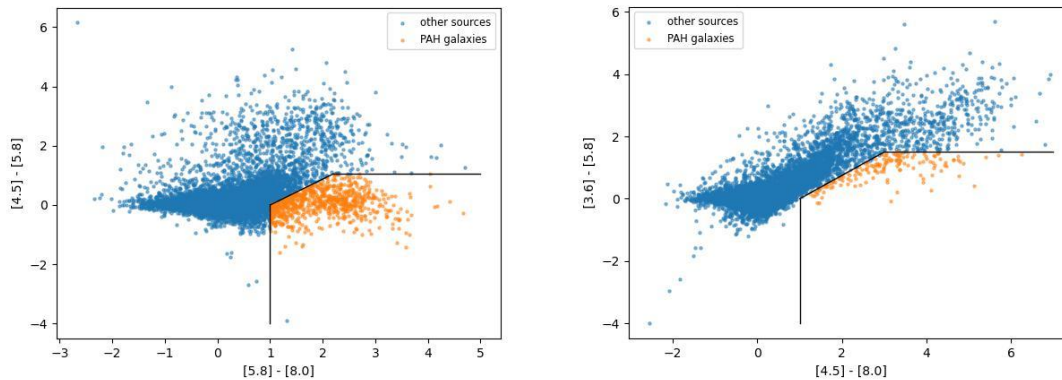 other sources
PAH galaxies
6
4
2
0
−2
−4
[4.5] - [5.8]
−3 −2 −1 0 1 2 3 4 5
[5.8] - [8.0]
other sources
PAH galaxies
6
4
2
0
−2
−4
[3.6] - [5.8]
−2 0 2 4 6
[4.5] - [8.0]